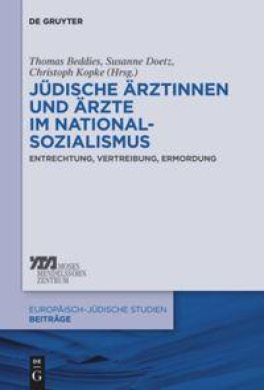 DE GRUYTER
Thomas Beddies, Susanne Doetz,
Christoph Kopke (Hrsg.)
JÜDISCHE ÄRZTINNEN
UND ÄRZTE
IM NATIONAL-
SOZIALISMUS
ENTRECHTUNG, VERTREIBUNG, ERMORDUNG
MOSES
MENDELSSOHN
ZENTRUM
EUROPÄISCH-JÜDISCHE STUDIEN
BEITRÄGE
DE
G